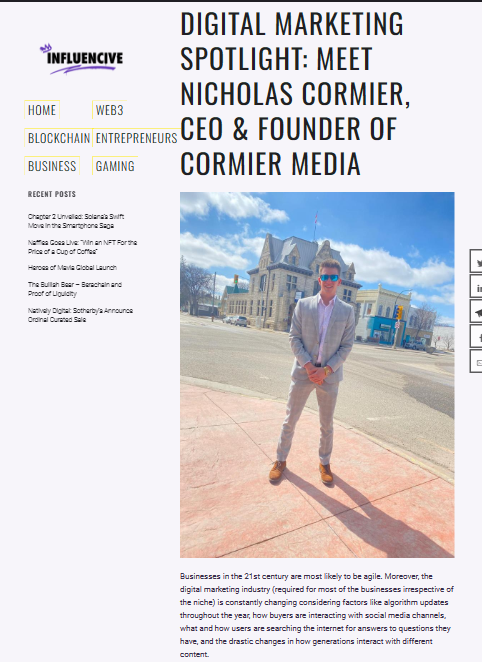 INFLUENCIVE
HOME
WEB3
BLOCKCHAIN
ENTREPRENEURS
BUSINESS
GAMING
RECENT POSTS
Chapter 2 Unveiled: Solana's Swift
Move in the Smartphone Saga
Naffles Goes Live: "Win an NFT For the
Price of a Cup of Coffee"
Heroes of Mavia Global Launch
The Bullish Bear – Berachain and
Proof of Liquidity
Natively Digital: Sotheby's Announce
Ordinal Curated Sale
DIGITAL MARKETING
SPOTLIGHT: MEET
NICHOLAS CORMIER,
CEO & FOUNDER OF
CORMIER MEDIA
Businesses in the 21st century are most likely to be agile. Moreover, the
digital marketing industry (required for most of the businesses irrespective of
the niche) is constantly changing considering factors like algorithm updates
throughout the year, how buyers are interacting with social media channels,
what and how users are searching the internet for answers to questions they
have, and the drastic changes in how generations interact with different
content.